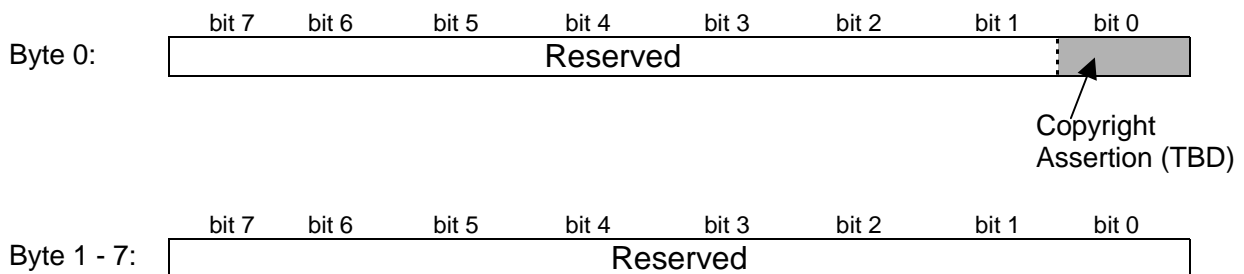 bit 7 bit 6 bit 5 bit 4 bit 3 bit 2 bit 1 bit 0
Byte 0: Reserved
Copyright
Assertion (TBD)
bit 7 bit 6 bit 5 bit 4 bit 3 bit 2 bit 1 bit 0
Byte 1 - 7: Reserved